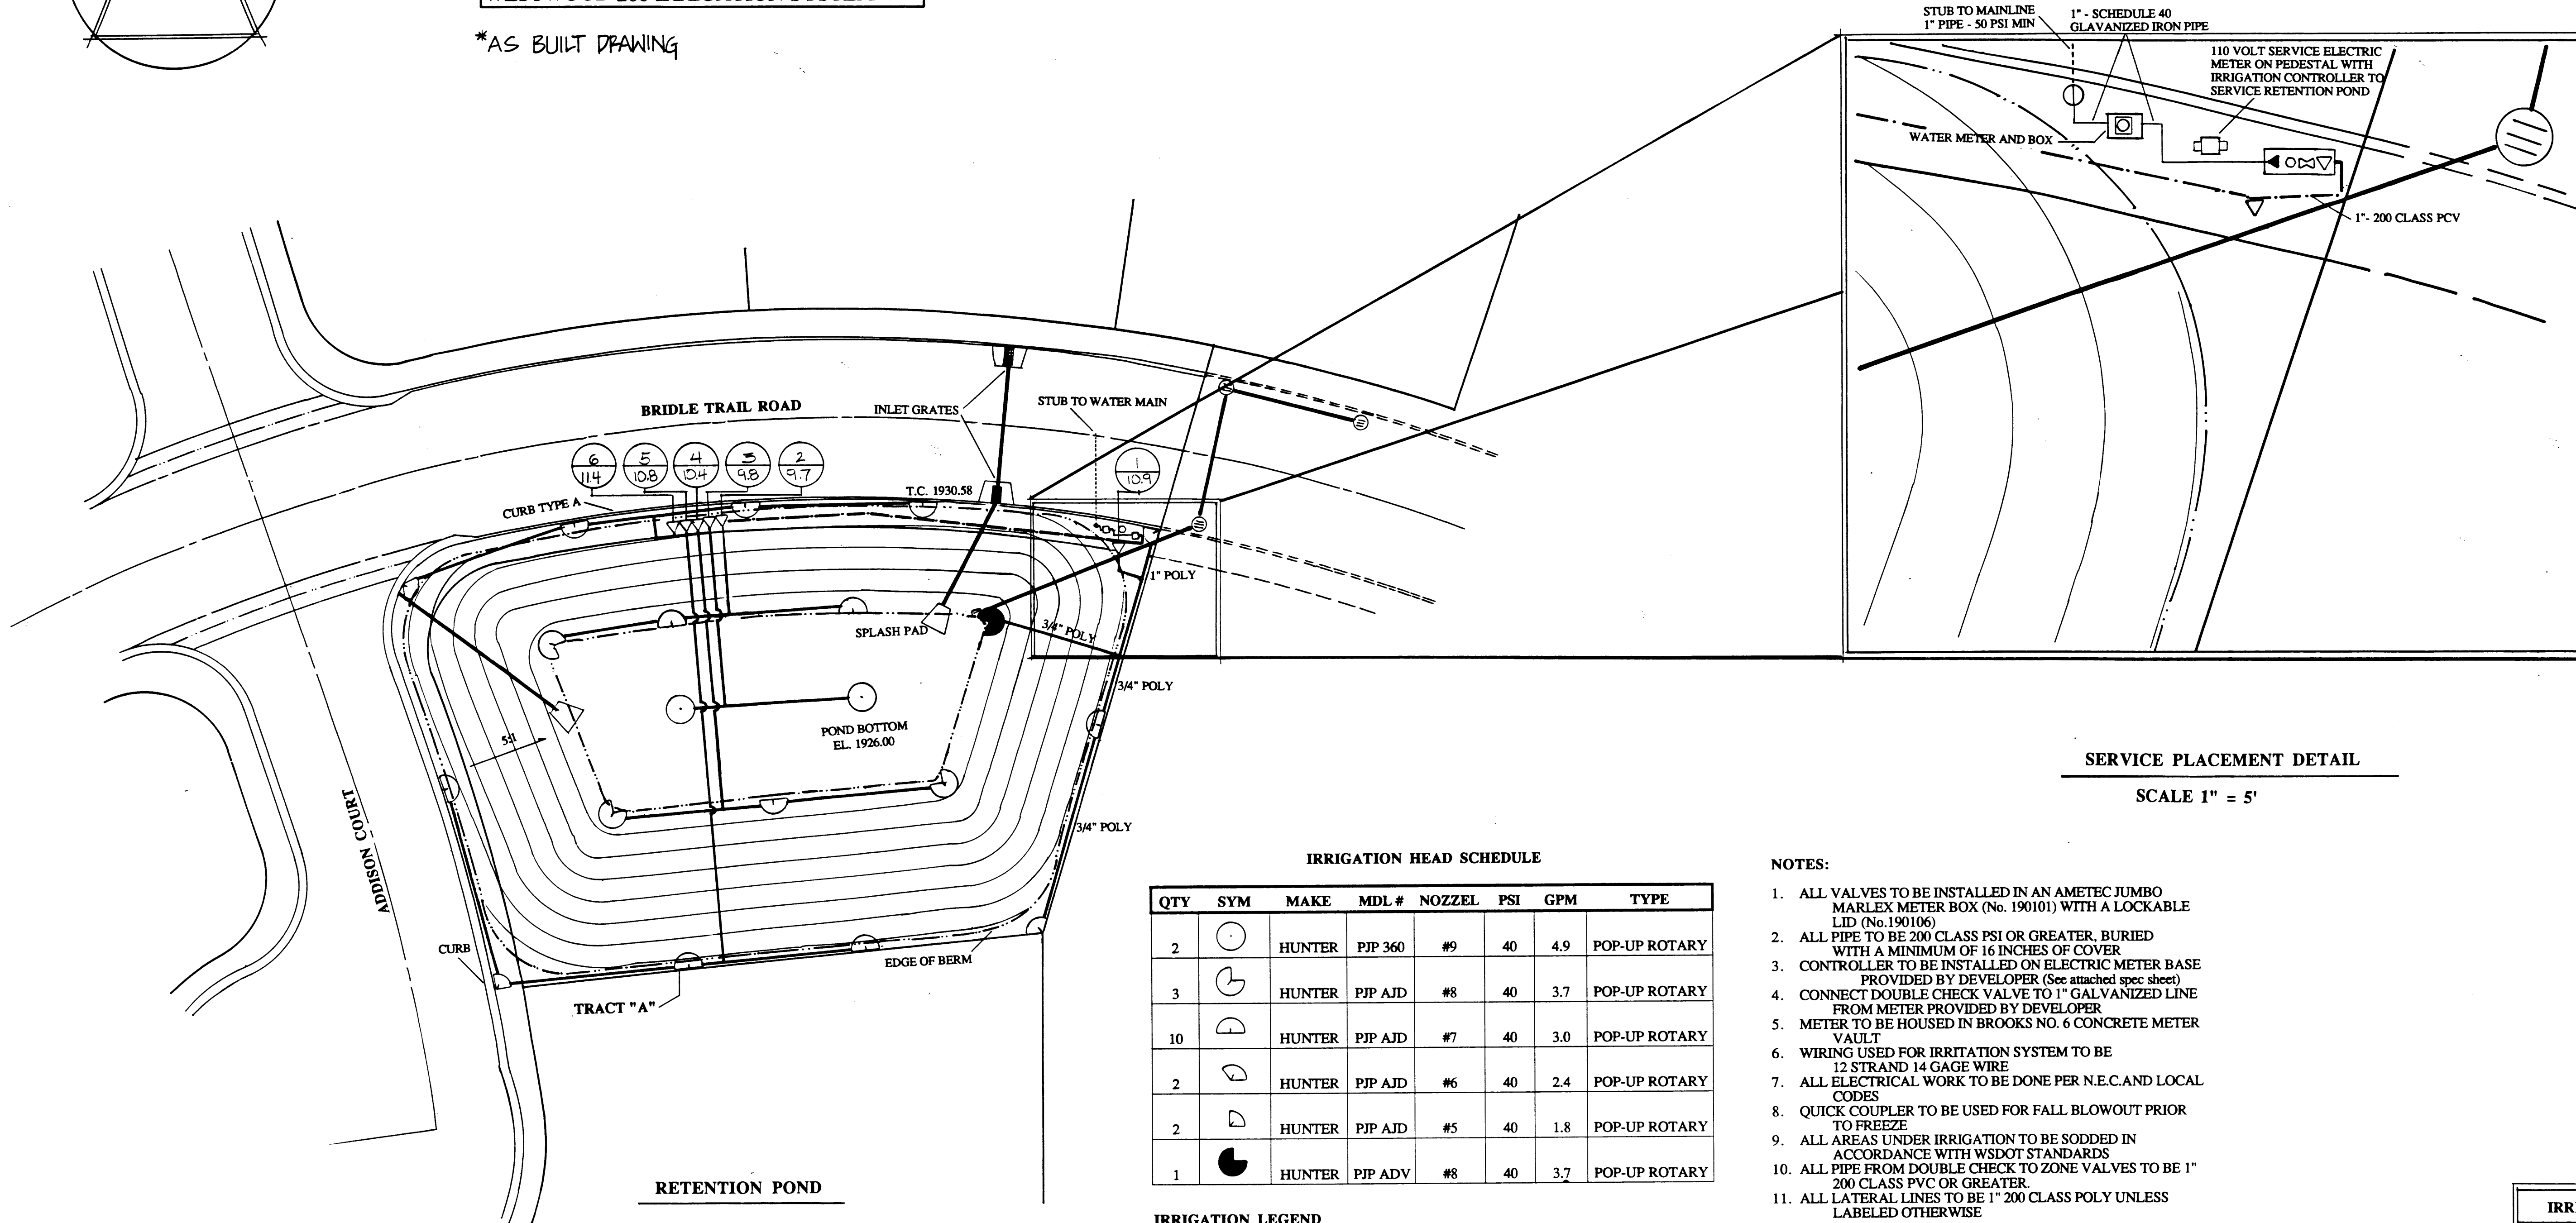 *AS BUILT DRAWING
STUB TO MAINLINE
1" PIPE - 50 PSI MIN
1" - SCHEDULE 40
GLAVANIZED IRON PIPE
110 VOLT SERVICE ELECTRIC
METER ON PEDESTAL WITH
IRRIGATION CONTROLLER TO
SERVICE RETENTION POND
WATER METER AND BOX
1"- 200 CLASS PCV
BRIDLE TRAIL ROAD
INLET GRATES
STUB TO WATER MAIN
6
11.4
5
10.8
4
10.4
3
9.8
2
9.7
1
10.9
T.C. 1930.58
CURB TYPE A
1" POLY
SPLASH PAD
3/4" POLY
3/4" POLY
POND BOTTOM
EL. 1926.00
5:1
3/4" POLY
ADDISON COURT
CURB
EDGE OF BERM
TRACT "A"
RETENTION POND
SERVICE PLACEMENT DETAIL
SCALE 1" = 5'
IRRIGATION HEAD SCHEDULE
QTY SYM MAKE MDL # NOZZEL PSI GPM TYPE
2 HUNTER PJP 360 #9 40 4.9 POP-UP ROTARY
3 HUNTER PJP AJD #8 40 3.7 POP-UP ROTARY
10 HUNTER PJP AJD #7 40 3.0 POP-UP ROTARY
2 HUNTER PJP AJD #6 40 2.4 POP-UP ROTARY
2 HUNTER PJP AJD #5 40 1.8 POP-UP ROTARY
1 HUNTER PJP ADV #8 40 3.7 POP-UP ROTARY
IRRIGATION LEGEND
NOTES:
1. ALL VALVES TO BE INSTALLED IN AN AMETEC JUMBO
MARLEX METER BOX (No. 190101) WITH A LOCKABLE
LID (No.190106)
2. ALL PIPE TO BE 200 CLASS PSI OR GREATER, BURIED
WITH A MINIMUM OF 16 INCHES OF COVER
3. CONTROLLER TO BE INSTALLED ON ELECTRIC METER BASE
PROVIDED BY DEVELOPER (See attached spec sheet)
4. CONNECT DOUBLE CHECK VALVE TO 1" GALVANIZED LINE
FROM METER PROVIDED BY DEVELOPER
5. METER TO BE HOUSED IN BROOKS NO. 6 CONCRETE METER
VAULT
6. WIRING USED FOR IRRITATION SYSTEM TO BE
12 STRAND 14 GAGE WIRE
7. ALL ELECTRICAL WORK TO BE DONE PER N.E.C.AND LOCAL
CODES
8. QUICK COUPLER TO BE USED FOR FALL BLOWOUT PRIOR
TO FREEZE
9. ALL AREAS UNDER IRRIGATION TO BE SODDED IN
ACCORDANCE WITH WSDOT STANDARDS
10. ALL PIPE FROM DOUBLE CHECK TO ZONE VALVES TO BE 1"
200 CLASS PVC OR GREATER.
11. ALL LATERAL LINES TO BE 1" 200 CLASS POLY UNLESS
LABELED OTHERWISE
IRR